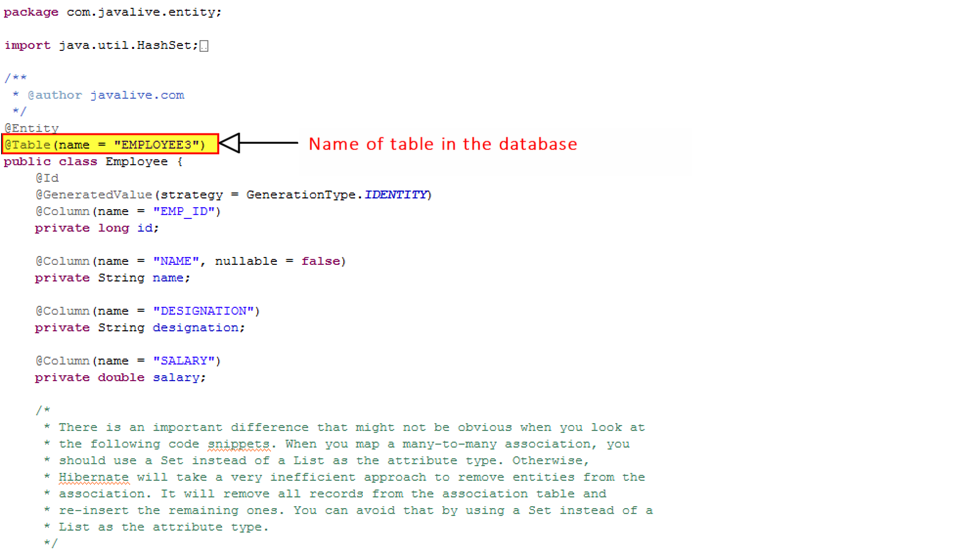 package com.javalive.entity;
import java.util.HashSet;
/**
* @author javalive.com
*/
@Entity
@Table(name = "EMPLOYEE3") Name of table in the database
public class Employee {
@Id
@GeneratedValue(strategy = GenerationType.IDENTITY)
@Column(name = "EMP_ID")
private long id;
@Column(name = "NAME", nullable = false)
private String name;
@Column(name = "DESIGNATION")
private String designation;
@Column(name = "SALARY")
private double salary;
/*
* There is an important difference that might not be obvious when you look at
* the following code snippets. When you map a many-to-many association, you
* should use a Set instead of a List as the attribute type. Otherwise,
* Hibernate will take a very inefficient approach to remove entities from the
* association. It will remove all records from the association table and
* re-insert the remaining ones. You can avoid that by using a Set instead of a
* List as the attribute type.
*/